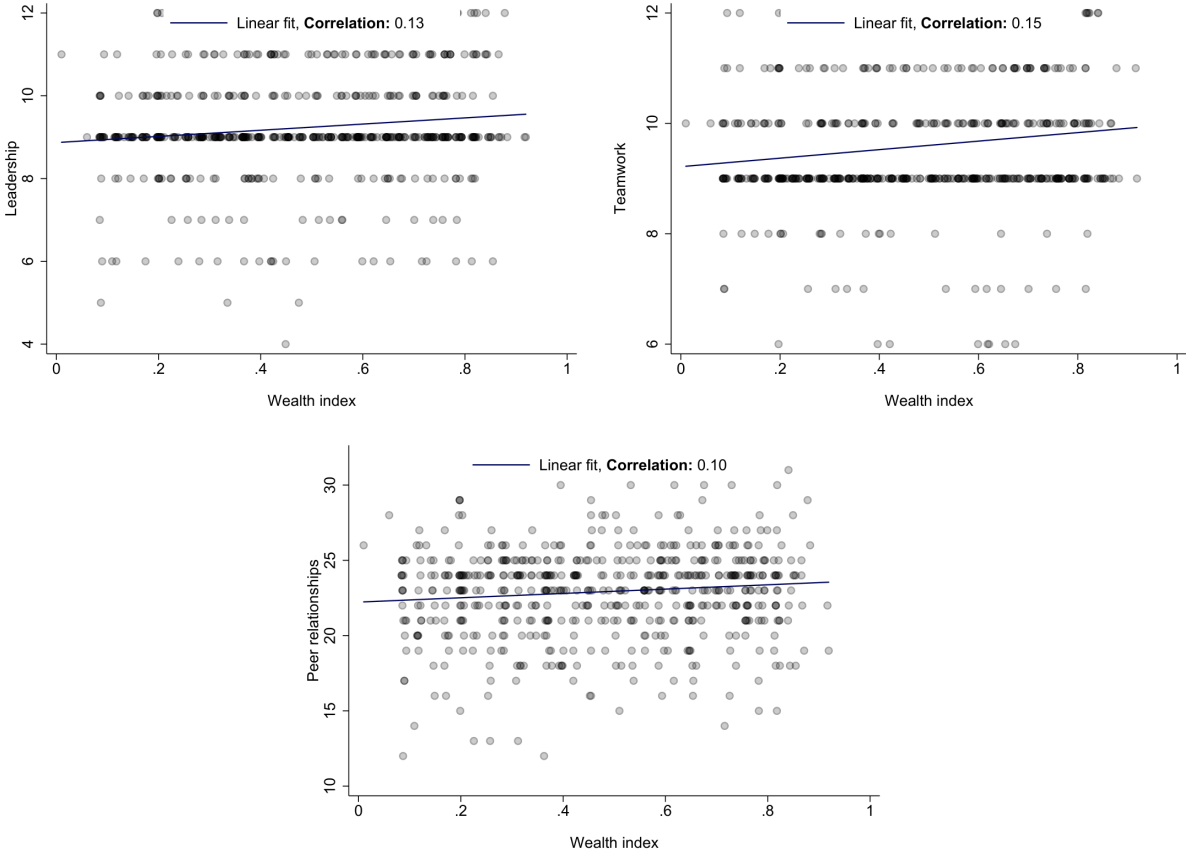 Linear fit, Correlation: 0.13
Leadership
12
10
8
6
4
0 .2 .4 .6 .8 1
Wealth index
Linear fit, Correlation: 0.15
Teamwork
12
10
8
6
0 .2 .4 .6 .8 1
Wealth index
Linear fit, Correlation: 0.10
Peer relationships
30
25
20
15
10
0 .2 .4 .6 .8 1
Wealth index